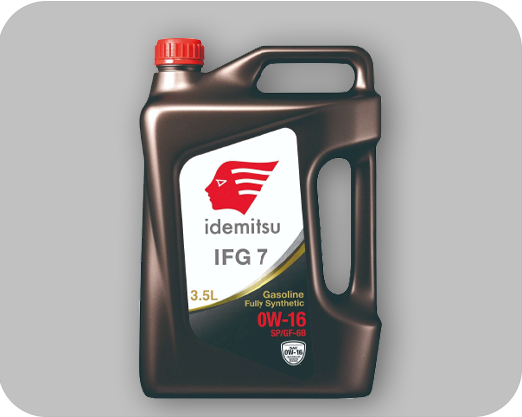 idemitsu
IFG 7
3.5L
Gasoline
Fully Synthetic
0W-16
SP/GF-6B
0W-16